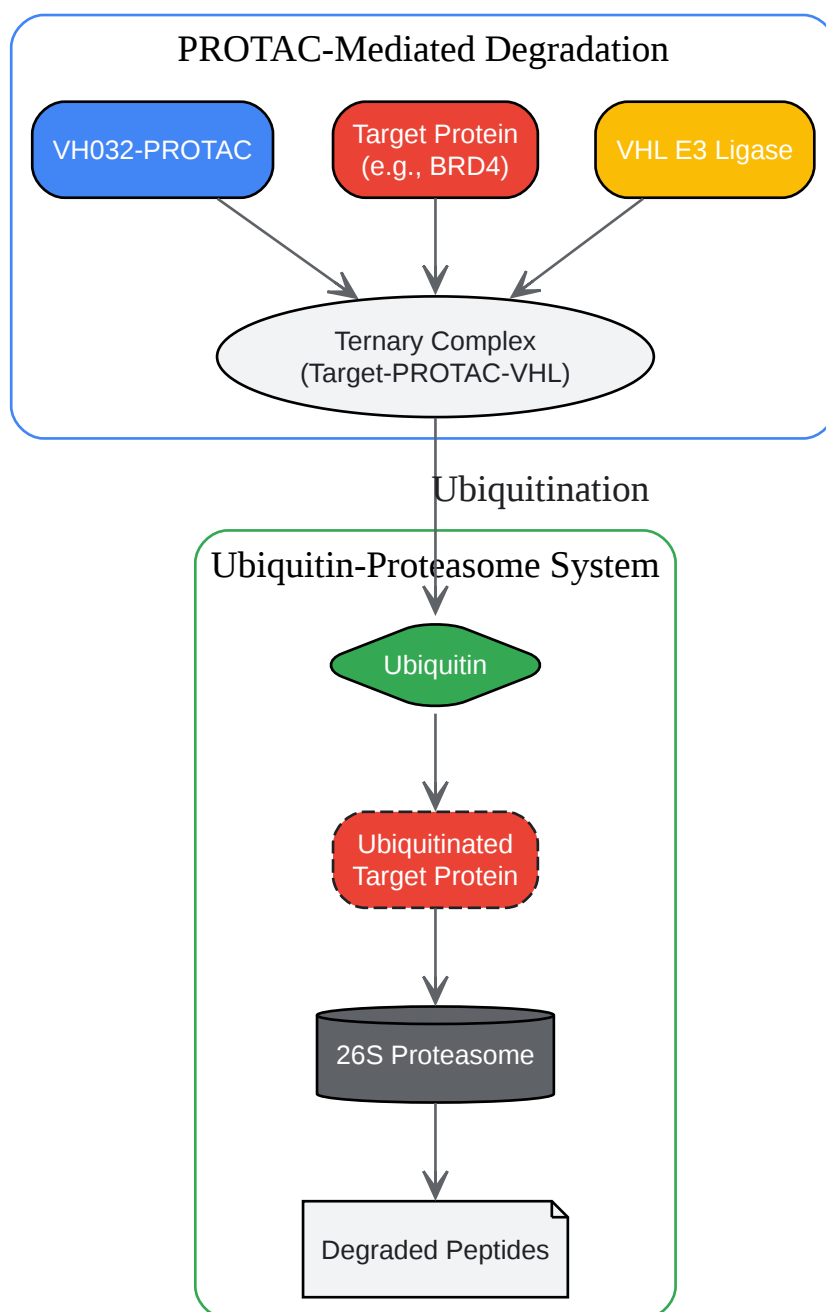 PROTAC-Mediated Degradation
VH032-PROTAC
Target Protein
(e.g., BRD4)
VHL E3 Ligase
Ternary Complex
(Target-PROTAC-VHL)
Ubiquitination
Ubiquitin-Proteasome System
Ubiquitin
Ubiquitinated
Target Protein
26S Proteasome
Degraded Peptides